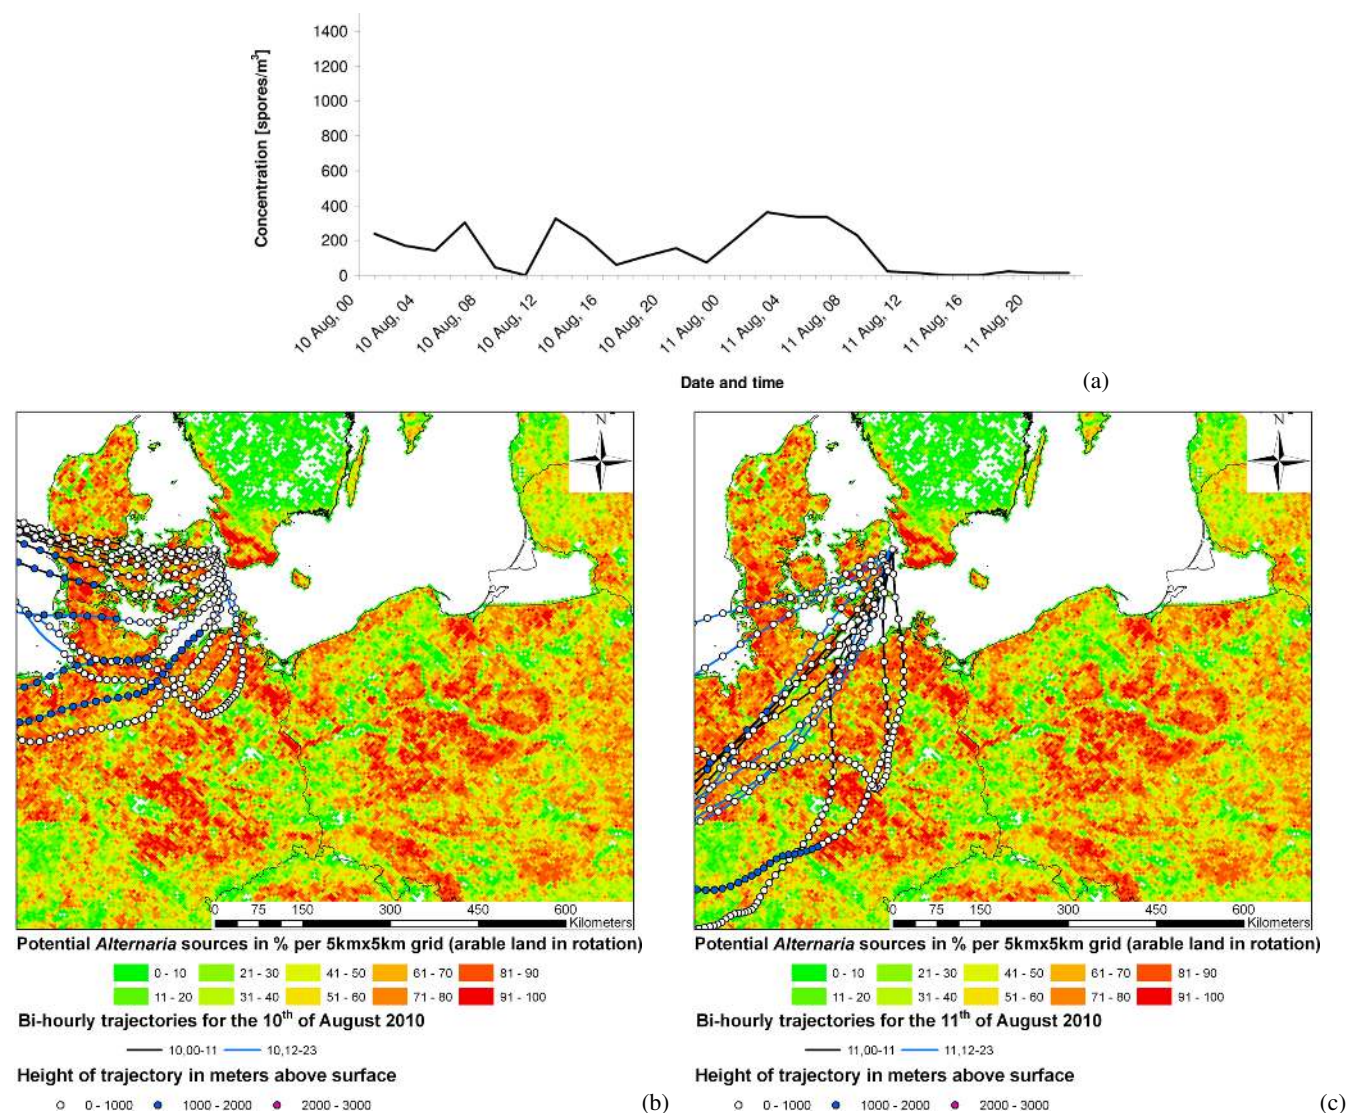 1400
1200
1000
800
600
400
200
0
Concentration [spores/m³]
10 Aug, 00
10 Aug, 04
10 Aug, 08
10 Aug, 12
10 Aug, 16
10 Aug, 20
11 Aug, 00
11 Aug, 04
11 Aug, 08
11 Aug, 12
11 Aug, 16
11 Aug, 20
Date and time
(a)
N
0 75 150 300 450 600
Kilometers
Potential Alternaria sources in % per 5kmx5km grid (arable land in rotation)
0 - 10 21 - 30 41 - 50 61 - 70 81 - 90
11 - 20 31 - 40 51 - 60 71 - 80 91 - 100
Bi-hourly trajectories for the 10th of August 2010
10,00-11 10,12-23
Height of trajectory in meters above surface
0 - 1000 1000 - 2000 2000 - 3000
(b)
N
0 75 150 300 450 600
Kilometers
Potential Alternaria sources in % per 5kmx5km grid (arable land in rotation)
0 - 10 21 - 30 41 - 50 61 - 70 81 - 90
11 - 20 31 - 40 51 - 60 71 - 80 91 - 100
Bi-hourly trajectories for the 11th of August 2010
11,00-11 11,12-23
Height of trajectory in meters above surface
0 - 1000 1000 - 2000 2000 - 3000
(c)